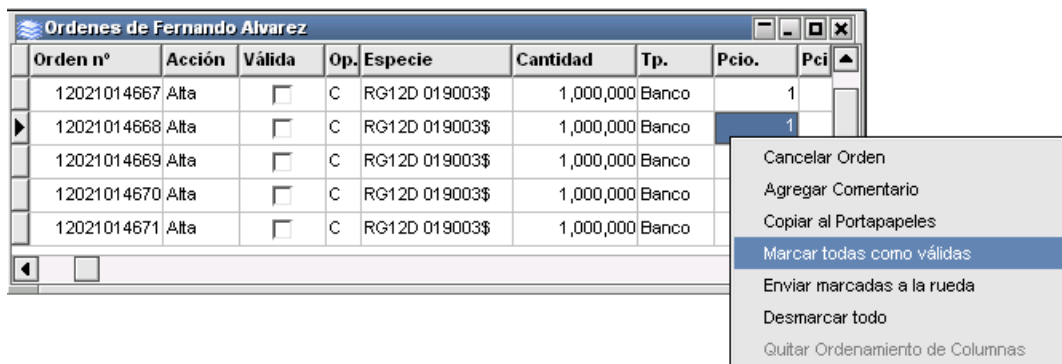 Ordenes de Fernando Alvarez
Orden nº Acción Válida Op. Especie Cantidad Tp. Pcio. Pci
12021014667 Alta C RG12D 019003$ 1,000,000 Banco 1
12021014668 Alta C RG12D 019003$ 1,000,000 Banco 1
12021014669 Alta C RG12D 019003$ 1,000,000 Banco
12021014670 Alta C RG12D 019003$ 1,000,000 Banco
12021014671 Alta C RG12D 019003$ 1,000,000 Banco
Cancelar Orden
Agregar Comentario
Copiar al Portapapeles
Marcar todas como válidas
Enviar marcadas a la rueda
Desmarcar todo
Quitar Ordenamiento de Columnas